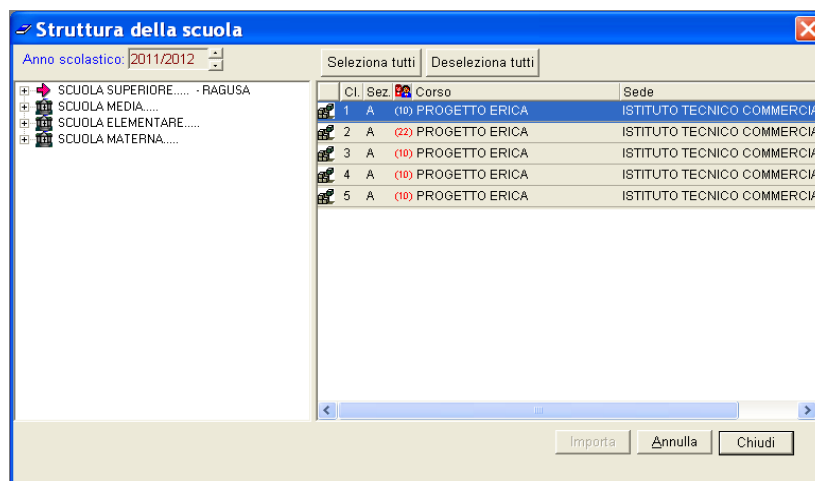 Struttura della scuola
Anno scolastico: 2011/2012
Seleziona tutti Deseleziona tutti
SCUOLA SUPERIORE..... - RAGUSA
SCUOLA MEDIA.....
SCUOLA ELEMENTARE.....
SCUOLA MATERNA.....
Cl. Sez. Corso Sede
1 A (10) PROGETTO ERICA ISTITUTO TECNICO COMMERCIA
2 A (22) PROGETTO ERICA ISTITUTO TECNICO COMMERCIA
3 A (10) PROGETTO ERICA ISTITUTO TECNICO COMMERCIA
4 A (10) PROGETTO ERICA ISTITUTO TECNICO COMMERCIA
5 A (10) PROGETTO ERICA ISTITUTO TECNICO COMMERCIA
Importa Annulla Chiudi